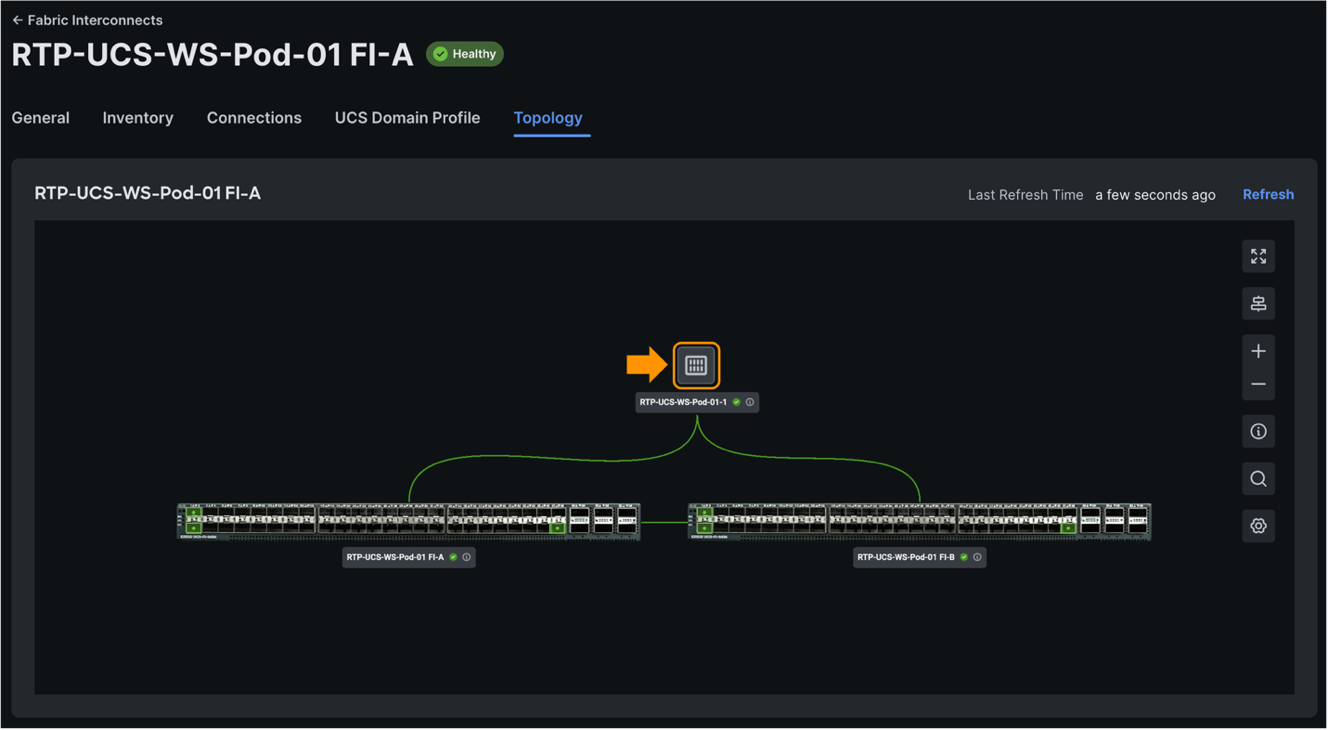 ← Fabric Interconnects
RTP-UCS-WS-Pod-01 FI-A Healthy
General Inventory Connections UCS Domain Profile Topology
RTP-UCS-WS-Pod-01 FI-A
Last Refresh Time a few seconds ago Refresh
RTP-UCS-WS-Pod-01-1
RTP-UCS-WS-Pod-01 FI-A
RTP-UCS-WS-Pod-01 FI-B